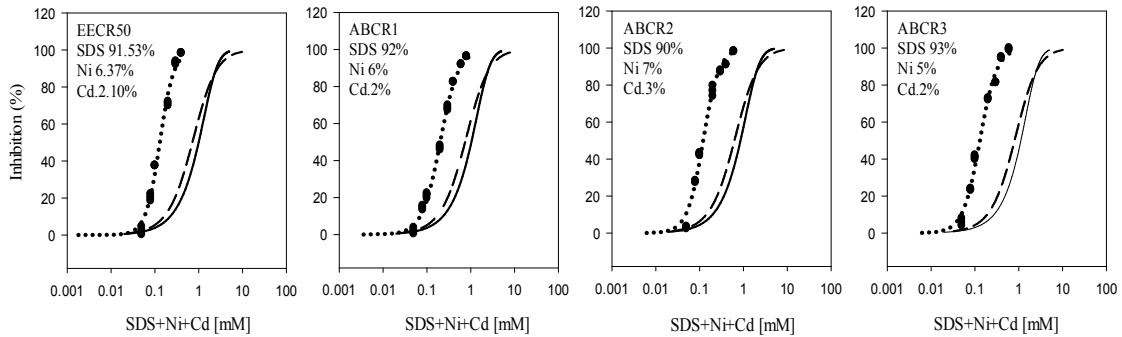 EECR50
SDS 91.53%
Ni 6.37%
Cd.2.10%
Inhibition (%)
120
100
80
60
40
20
0
0.001 0.01 0.1 1 10 100
SDS+Ni+Cd [mM]
ABCR1
SDS 92%
Ni 6%
Cd.2%
120
100
80
60
40
20
0
0.001 0.01 0.1 1 10 100
SDS+Ni+Cd [mM]
ABCR2
SDS 90%
Ni 7%
Cd.3%
120
100
80
60
40
20
0
0.001 0.01 0.1 1 10 100
SDS+Ni+Cd [mM]
ABCR3
SDS 93%
Ni 5%
Cd.2%
120
100
80
60
40
20
0
0.001 0.01 0.1 1 10 100
SDS+Ni+Cd [mM]